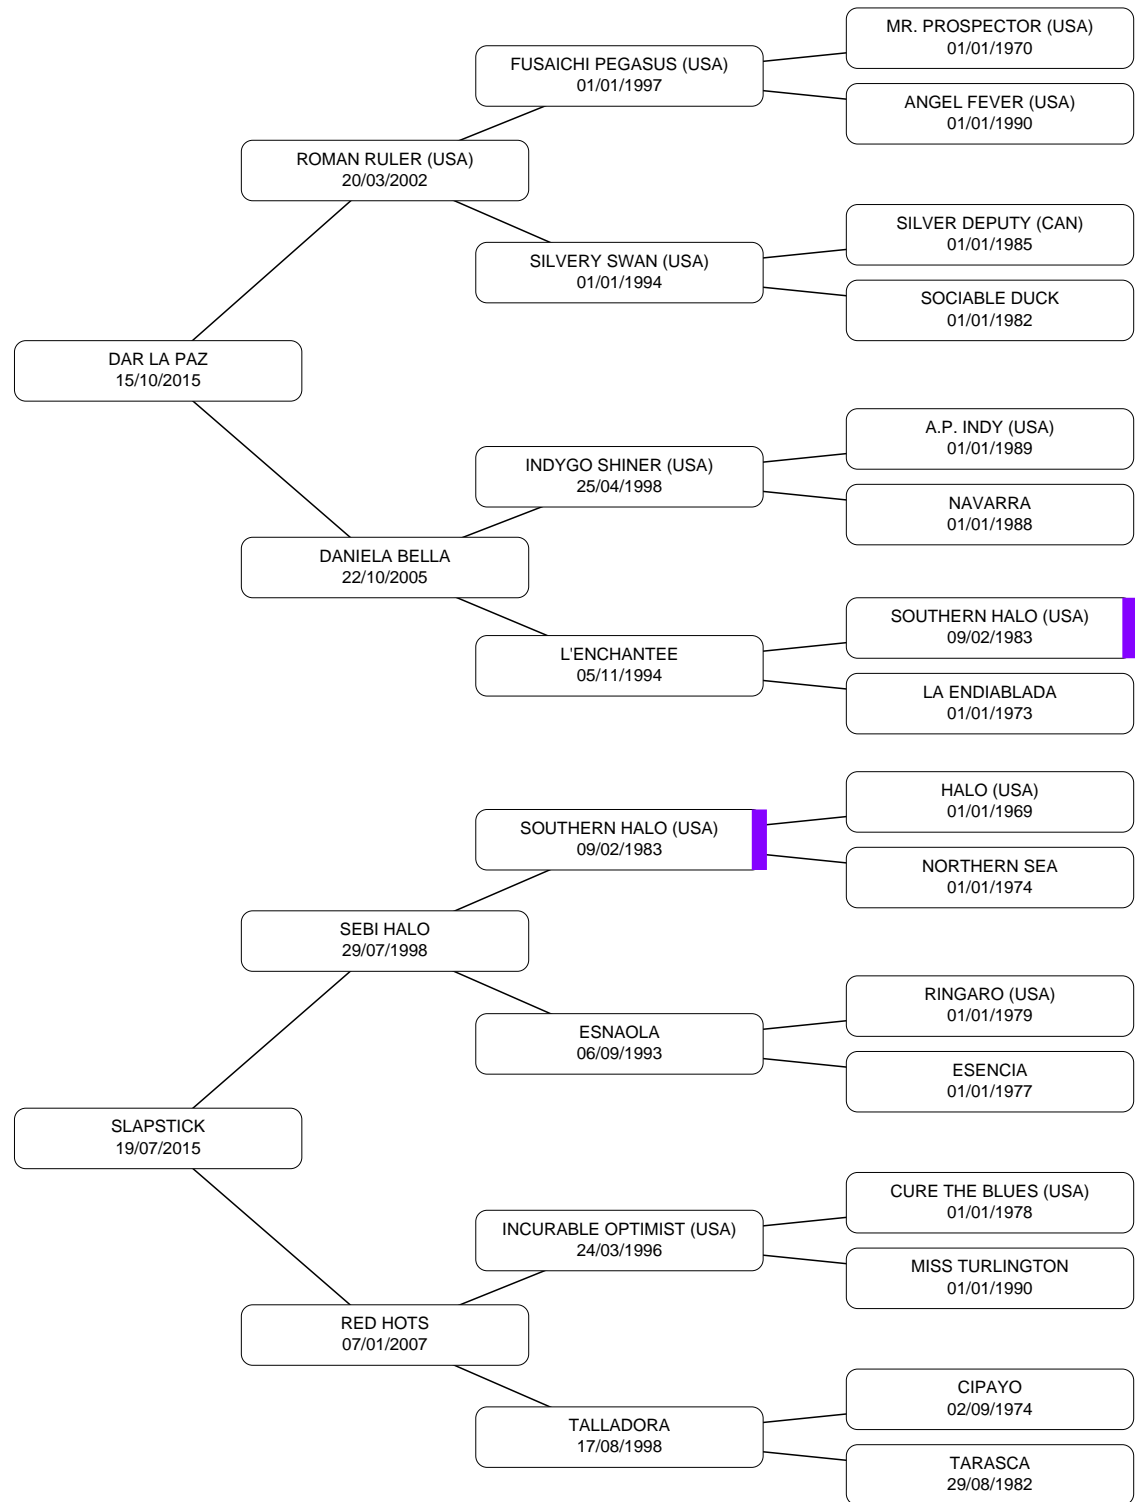 MR. PROSPECTOR (USA)
01/01/1970
FUSAICHI PEGASUS (USA)
01/01/1997
ANGEL FEVER (USA)
01/01/1990
ROMAN RULER (USA)
20/03/2002
SILVER DEPUTY (CAN)
01/01/1985
SILVERY SWAN (USA)
01/01/1994
SOCIABLE DUCK
01/01/1982
DAR LA PAZ
15/10/2015
A.P. INDY (USA)
01/01/1989
INDYGO SHINER (USA)
25/04/1998
NAVARRA
01/01/1988
DANIELA BELLA
22/10/2005
SOUTHERN HALO (USA)
09/02/1983
L'ENCHANTEE
05/11/1994
LA ENDIABLADA
01/01/1973
HALO (USA)
01/01/1969
SOUTHERN HALO (USA)
09/02/1983
NORTHERN SEA
01/01/1974
SEBI HALO
29/07/1998
RINGARO (USA)
01/01/1979
ESNAOLA
06/09/1993
ESENCIA
01/01/1977
SLAPSTICK
19/07/2015
CURE THE BLUES (USA)
01/01/1978
INCURABLE OPTIMIST (USA)
24/03/1996
MISS TURLINGTON
01/01/1990
RED HOTS
07/01/2007
CIPAYO
02/09/1974
TALLADORA
17/08/1998
TARASCA
29/08/1982